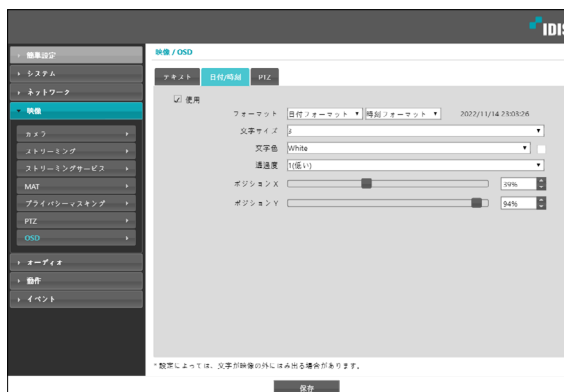 IDIS
簡単設定
システム
ネットワーク
映像
カメラ
ストリーミング
ストリーミングサービス
MAT
プライバシーマスキング
PTZ
OSD
オーディオ
動作
イベント
映像 / OSD
テキスト 日付/時刻 PTZ
使用
フォーマット 日付フォーマット 時刻フォーマット 2022/11/14 23:03:26
文字サイズ 3
文字色 White
透過度 1(低い)
ポジション X 39%
ポジション Y 94%
* 設定によっては、文字が映像の外にはみ出る場合があります。
保存